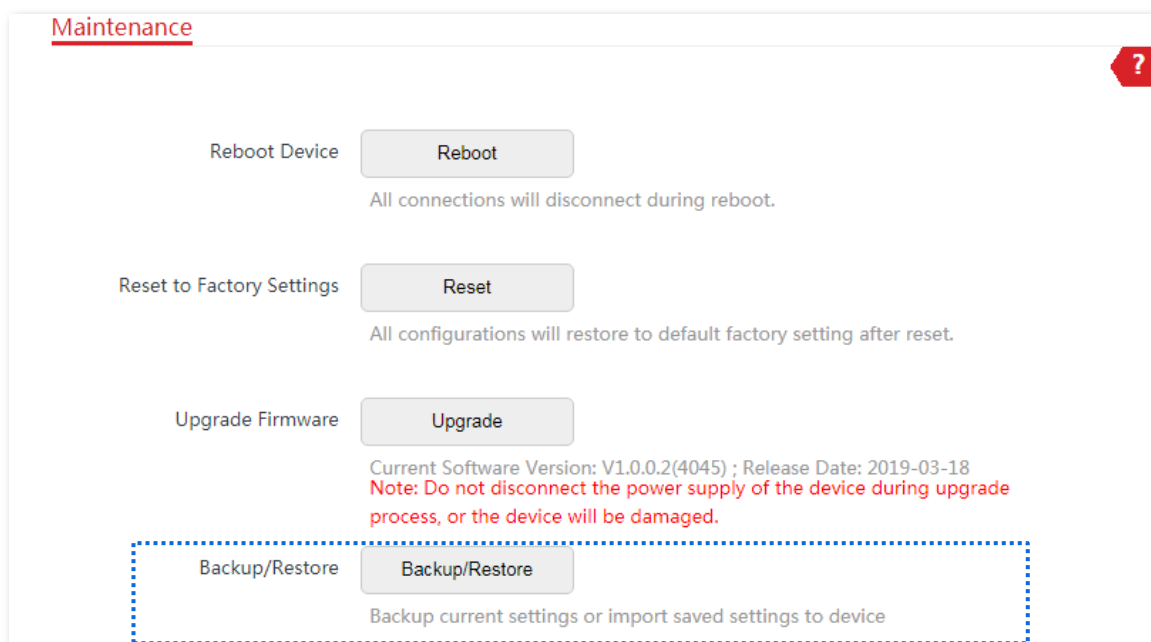 Maintenance
?
Reboot Device
Reboot
All connections will disconnect during reboot.
Reset to Factory Settings
Reset
All configurations will restore to default factory setting after reset.
Upgrade Firmware
Upgrade
Current Software Version: V1.0.0.2(4045) ; Release Date: 2019-03-18
Note: Do not disconnect the power supply of the device during upgrade
process, or the device will be damaged.
Backup/Restore
Backup/Restore
Backup current settings or import saved settings to device